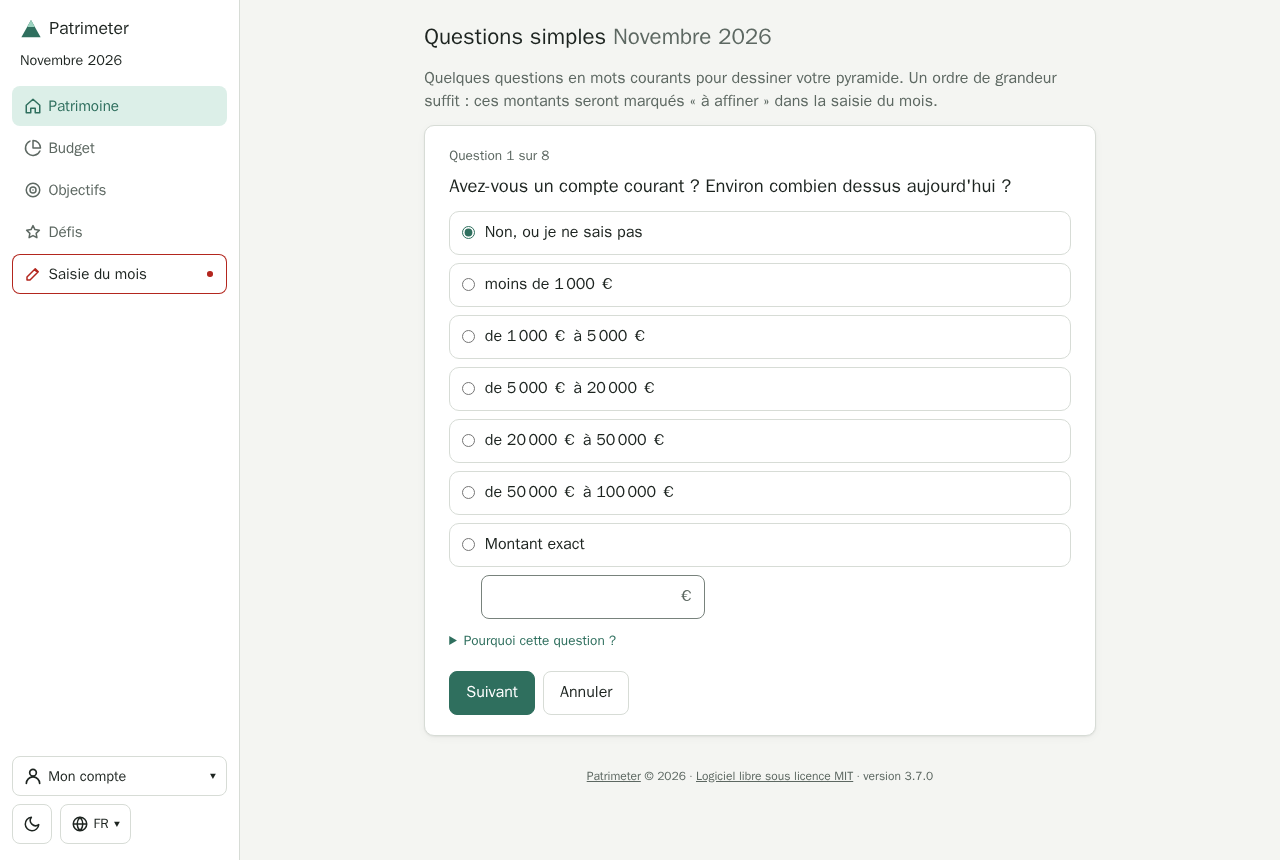 Patrimeter
Novembre 2026
Patrimoine
Budget
Objectifs
Défis
Saisie du mois
Mon compte
FR
Questions simples Novembre 2026
Quelques questions en mots courants pour dessiner votre pyramide. Un ordre de grandeur
suffit : ces montants seront marqués « à affiner » dans la saisie du mois.
Question 1 sur 8
Avez-vous un compte courant ? Environ combien dessus aujourd'hui ?
Non, ou je ne sais pas
moins de 1 000 €
de 1 000 € à 5 000 €
de 5 000 € à 20 000 €
de 20 000 € à 50 000 €
de 50 000 € à 100 000 €
Montant exact
€
Pourquoi cette question ?
Suivant Annuler
Patrimeter © 2026 · Logiciel libre sous licence MIT · version 3.7.0